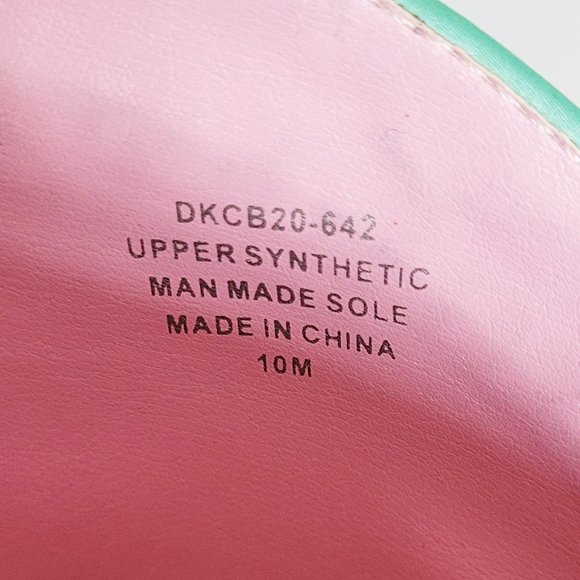 DKCB20-642
UPPER SYNTHETIC
MAN MADE SOLE
MADE IN CHINA
10M